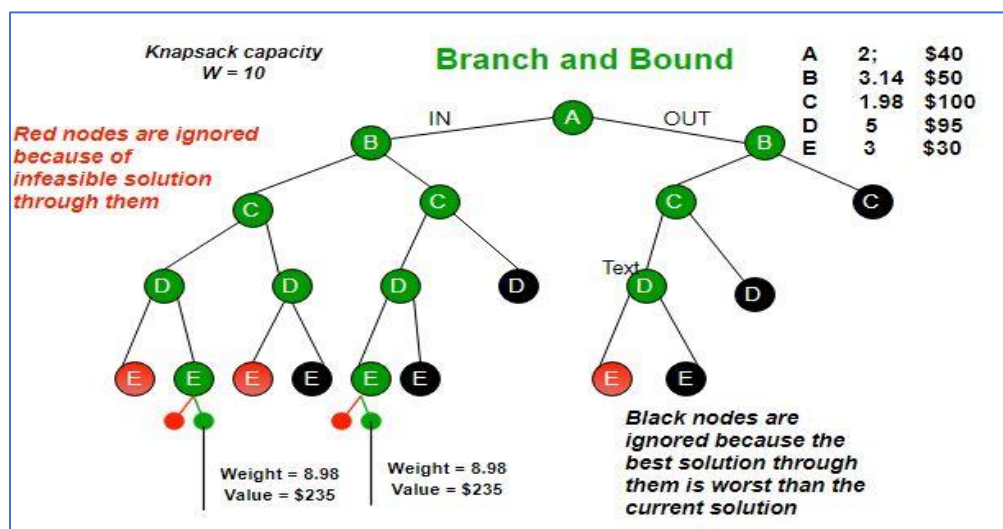 Knapsack capacity
W = 10
Branch and Bound
A 2; $40
B 3.14 $50
C 1.98 $100
D 5 $95
E 3 $30
Red nodes are ignored
because of
infeasible solution
through them
IN
OUT
A
B
B
C
C
C
C
Text
D
D
D
D
D
D
E
E
E
E
E
E
E
E
Weight = 8.98
Value = $235
Weight = 8.98
Value = $235
Black nodes are
ignored because the
best solution through
them is worst than the
current solution